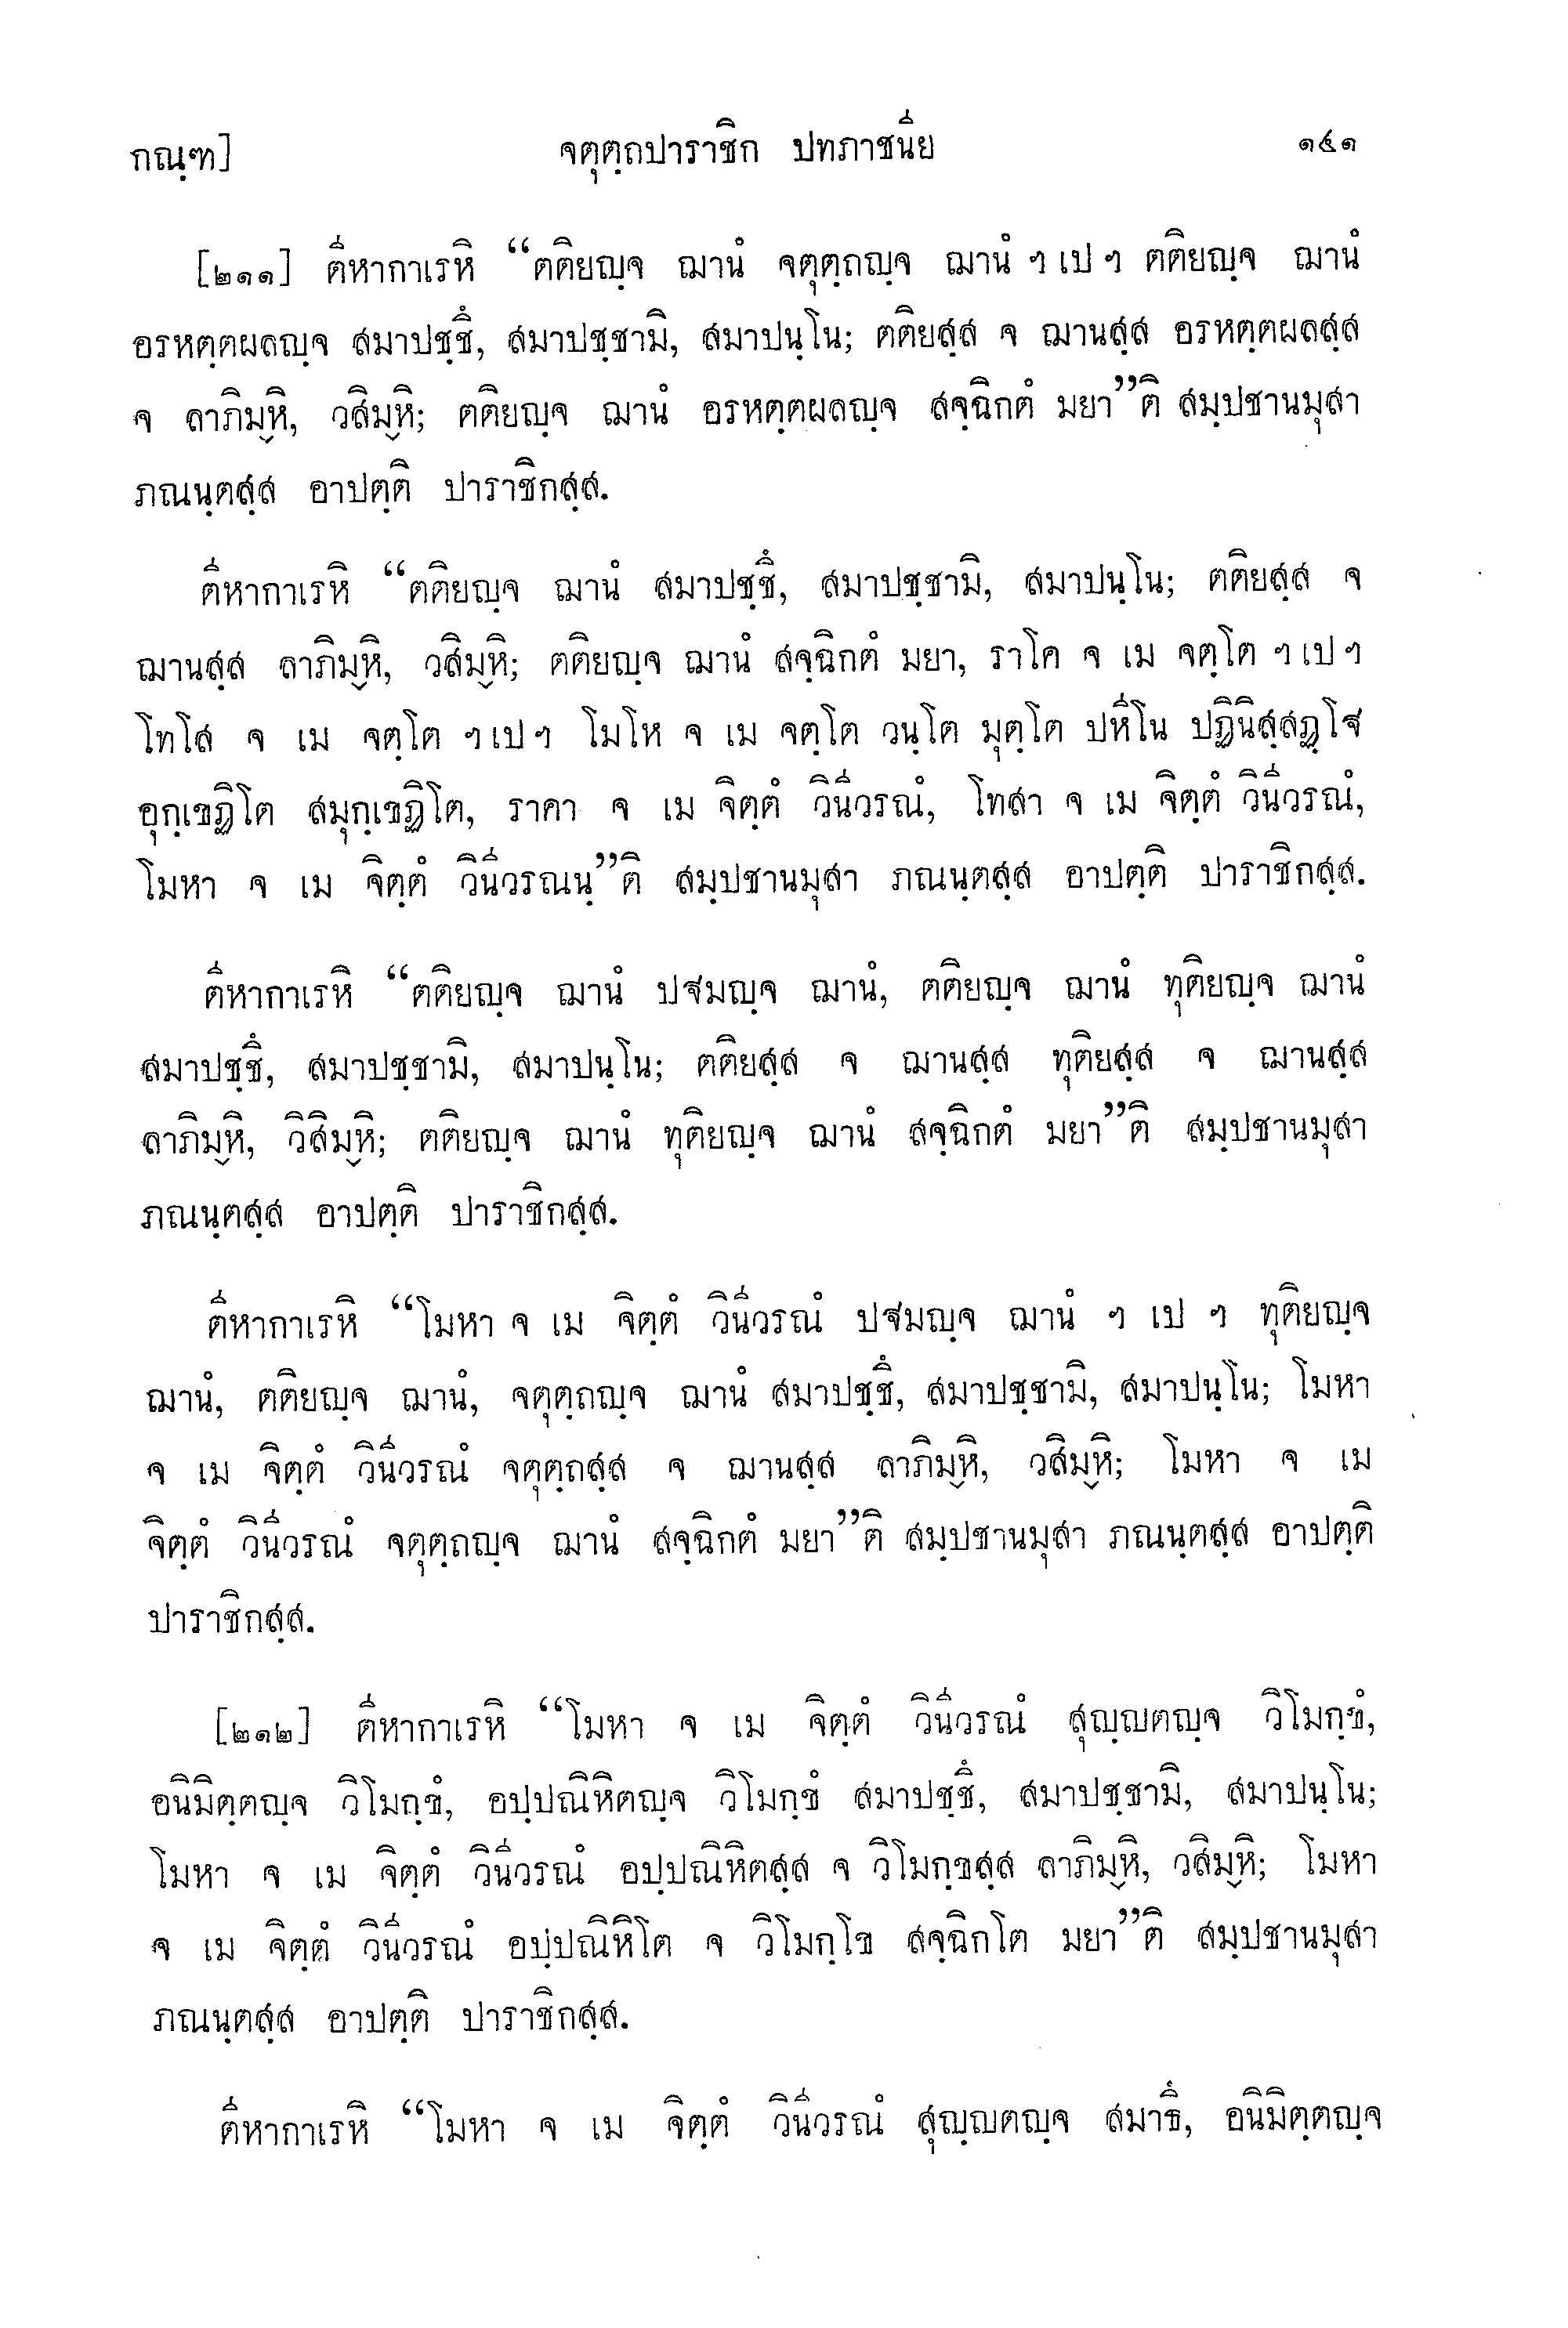 กณฺฑ] จตุตฺถปาราชิก ปทภาชนีย ๑๔๑
[๒๑๑] ตีหากาเรหิ “ตติยญฺจ ฌานํ จตุตฺถญฺจ ฌานํ ฯ เป ฯ ตติยญฺจ ฌานํ
อรหตฺตผลญฺจ สมาปชฺชึ, สมาปชฺชามิ, สมาปนฺโน; ตติยสฺส จ ฌานสฺส อรหตฺตผลสฺส
จ ลาภิมฺหิ, วสิมฺหิ; ตติยญฺจ ฌานํ อรหตฺตผลญฺจ สจฺฉิกตํ มยา”ติ สมฺปชานมุสา
ภณนฺตสฺส อาปตฺติ ปาราชิกสฺส.
ตีหากาเรหิ “ตติยญฺจ ฌานํ สมาปชฺชึ, สมาปชฺชามิ, สมาปนฺโน; ตติยสฺส จ
ฌานสฺส ลาภิมฺหิ, วสิมฺหิ; ตติยญฺจ ฌานํ สจฺฉิกตํ มยา, ราโค จ เม จตฺโต ฯ เป ฯ
โทโส จ เม จตฺโต ฯ เป ฯ โมโห จ เม จตฺโต วนฺโต มุตฺโต ปหีโน ปฏินิสฺสฏฺโฐ
อุกฺเขฏิโต สมุกฺเขฏิโต, ราคา จ เม จิตฺตํ วินีวรณํ, โทสา จ เม จิตฺตํ วินีวรณํ,
โมหา จ เม จิตฺตํ วินีวรณนฺ”ติ สมฺปชานมุสา ภณนฺตสฺส อาปตฺติ ปาราชิกสฺส.
ตีหากาเรหิ “ตติยญฺจ ฌานํ ปฐมญฺจ ฌานํ, ตติยญฺจ ฌานํ ทุติยญฺจ ฌานํ
สมาปชฺชึ, สมาปชฺชามิ, สมาปนฺโน; ตติยสฺส จ ฌานสฺส ทุติยสฺส จ ฌานสฺส
ลาภิมฺหิ, วิสิมฺหิ; ตติยญฺจ ฌานํ ทุติยญฺจ ฌานํ สจฺฉิกตํ มยา”ติ สมฺปชานมุสา
ภณนฺตสฺส อาปตฺติ ปาราชิกสฺส.
ตีหากาเรหิ “โมหา จ เม จิตฺตํ วินีวรณํ ปฐมญฺจ ฌานํ ฯ เป ฯ ทุติยญฺจ
ฌานํ, ตติยญฺจ ฌานํ, จตุตฺถญฺจ ฌานํ สมาปชฺชึ, สมาปชฺชามิ, สมาปนฺโน; โมหา
จ เม จิตฺตํ วินีวรณํ จตุตฺถสฺส จ ฌานสฺส ลาภิมฺหิ, วสิมฺหิ; โมหา จ เม
จิตฺตํ วินีวรณํ จตุตฺถญฺจ ฌานํ สจฺฉิกตํ มยา”ติ สมฺปชานมุสา ภณนฺตสฺส อาปตฺติ
ปาราชิกสฺส.
[๒๑๒] ตีหากาเรหิ “โมหา จ เม จิตฺตํ วินีวรณํ สุญฺญตญฺจ วิโมกฺขํ,
อนิมิตฺตญฺจ วิโมกฺขํ, อปฺปณิหิตญฺจ วิโมกฺขํ สมาปชฺชึ, สมาปชฺชามิ, สมาปนฺโน;
โมหา จ เม จิตฺตํ วินีวรณํ อปฺปณิหิตสฺส จ วิโมกฺขสฺส ลาภิมฺหิ, วสิมฺหิ; โมหา
จ เม จิตฺตํ วินีวรณํ อปฺปณิหิโต จ วิโมกฺโข สจฺฉิกโต มยา”ติ สมฺปชานมุสา
ภณนฺตสฺส อาปตฺติ ปาราชิกสฺส.
ตีหากาเรหิ “โมหา จ เม จิตฺตํ วินีวรณํ สุญฺญตญฺจ สมาธึ, อนิมิตฺตญฺจ